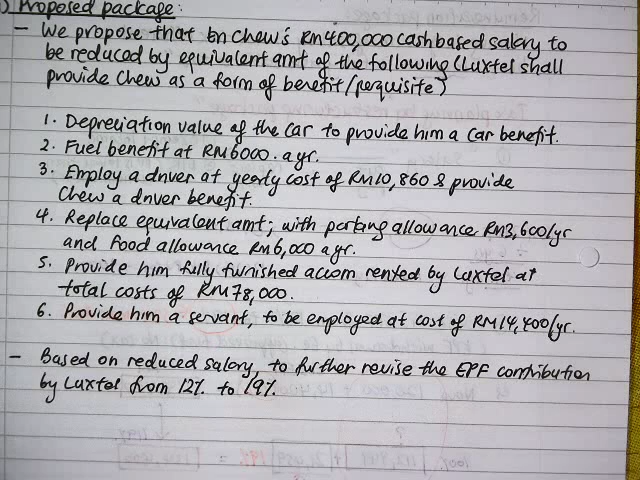 ) Proposed package:
- We propose that En Chew's RM400,000 cash based salary to
be reduced by equivalent amt of the following (Luxtel shall
provide Chew as a form of benefit/perquisite)
1. Depreciation value of the car to provide him a car benefit.
2. Fuel benefit at RM6000. a yr.
3. Employ a driver at yearly cost of RM10,860 & provide
Chew a driver benefit.
4. Replace equivalent amt; with parking allowance RM3,600/yr
and food allowance RM6,000 a yr.
5. Provide him fully furnished accom rented by Luxtel at
total costs of RM78,000.
6. Provide him a servant, to be employed at cost of RM14,400/yr.
- Based on reduced salary, to further revise the EPF contribution
by Luxtel from 12% to 19%.